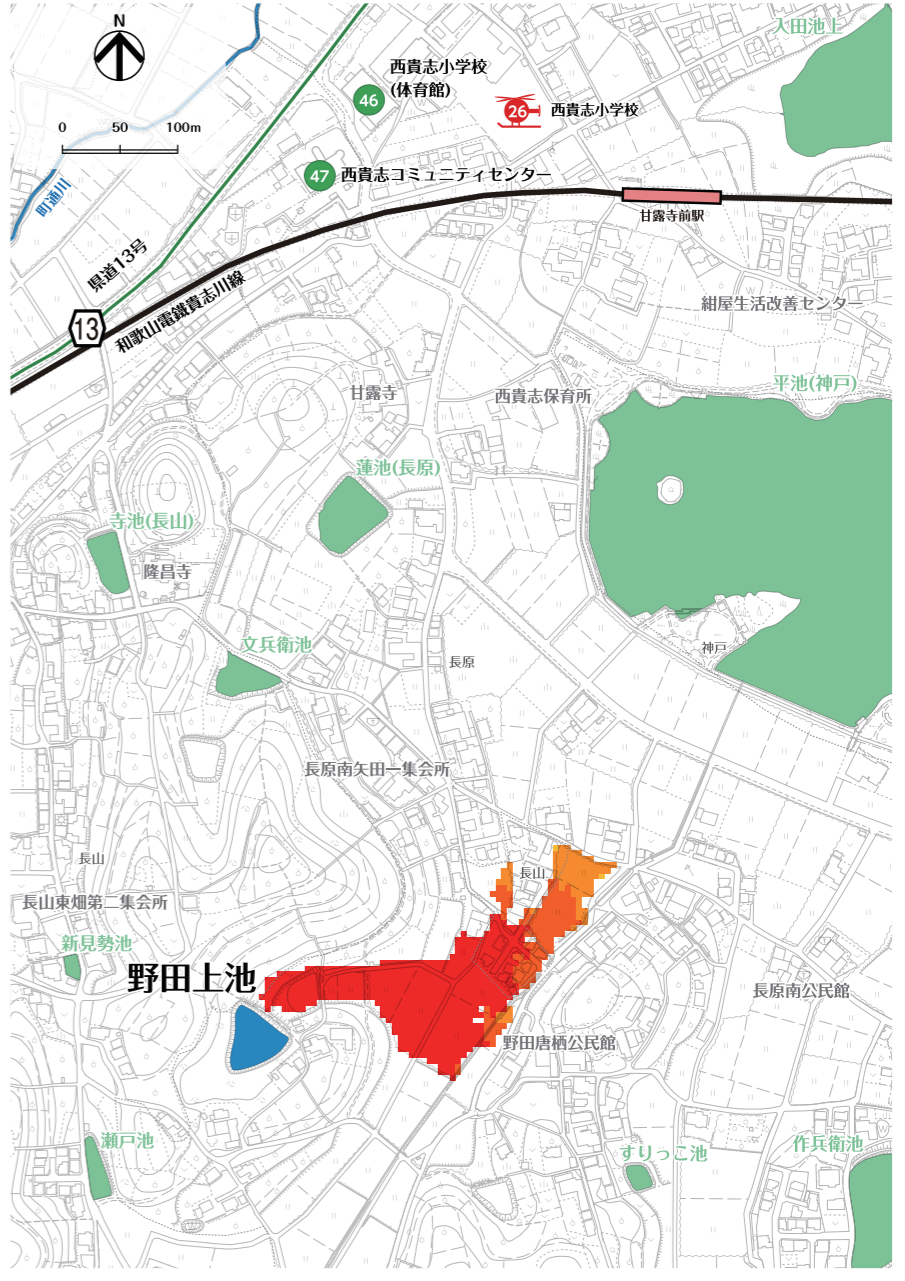 N
入田池上
西貴志小学校
(体育館)
46
26
西貴志小学校
0 50 100m
47
西貴志コミュニティセンター
町通川
甘露寺前駅
県道13号
和歌山電鐵貴志川線
13
紺屋生活改善センター
平池(神戸)
甘露寺
西貴志保育所
蓮池(長原)
寺池(長山)
隆昌寺
文兵衛池
神戸
長原
長原南矢田一集会所
長山
長山
長山東畑第二集会所
新見勢池
野田上池
長原南公民館
野田唐栖公民館
瀬戸池
すりっこ池
作兵衛池